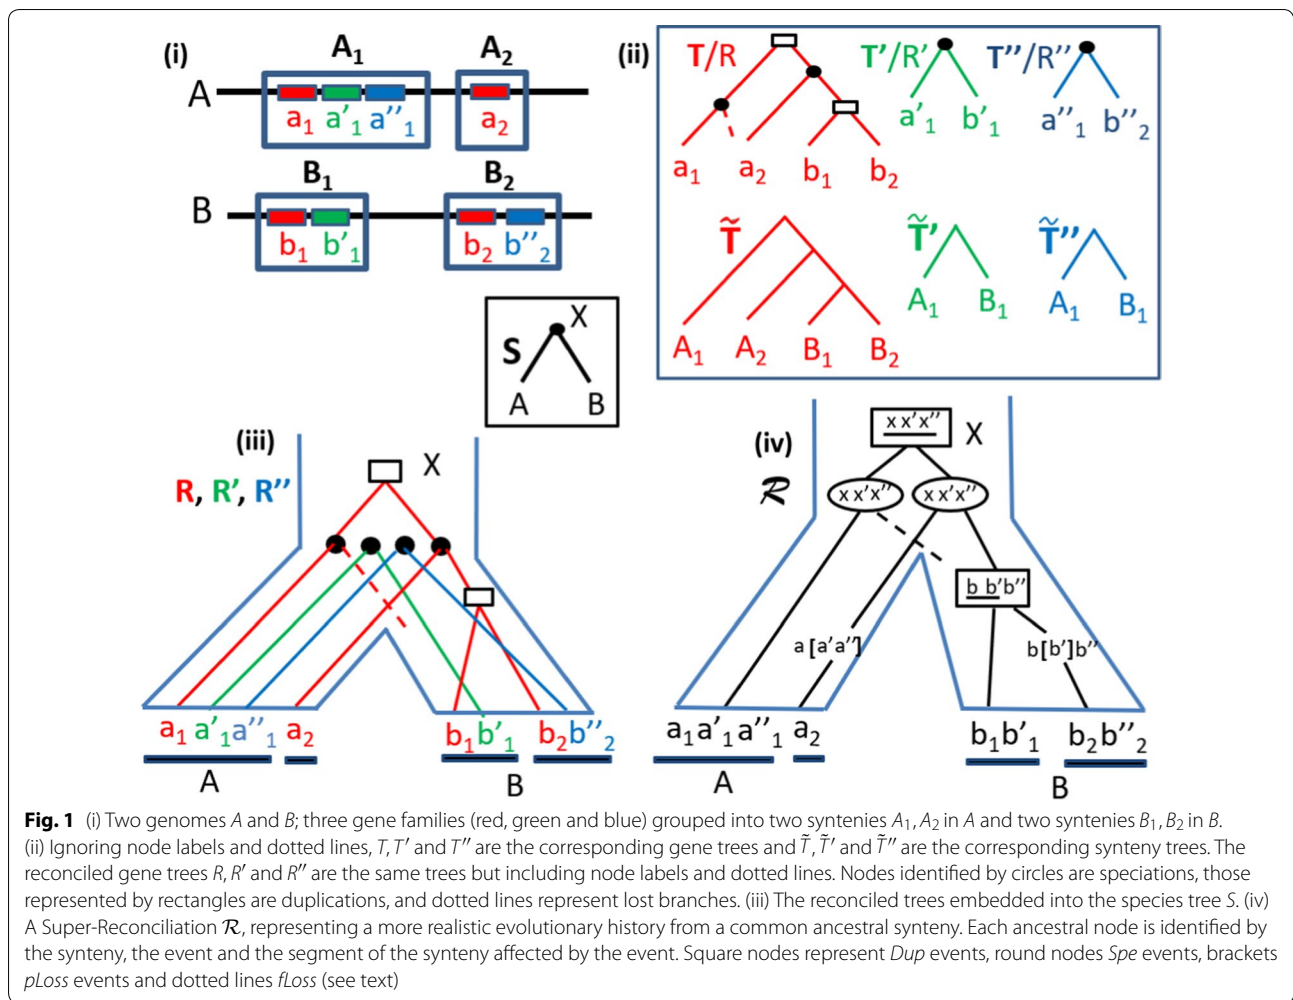 (i)
A₁
A₂
A
a₁ a′₁ a″₁
a₂
B₁
B₂
B
b₁ b′₁
b₂ b″₂
(ii)
T/R
T′/R′
T″/R″
a₁ a₂ b₁ b₂
a′₁ b′₁
a″₁ b″₂
T̃
T̃′
T̃″
A₁ A₂ B₁ B₂
A₁ B₁
A₁ B₁
S
X
A B
(iii)
R, R′, R″
X
a₁ a′₁ a″₁ a₂
b₁ b′₁ b₂ b″₂
A
B
(iv)
ℛ
x x′x″
X
x x′x″
x x′x″
b b′b″
a [a′a″]
b[b′]b″
a₁a′₁a″₁ a₂
b₁b′₁ b₂b″₂
A
B
Fig. 1 (i) Two genomes A and B; three gene families (red, green and blue) grouped into two syntenies A₁, A₂ in A and two syntenies B₁, B₂ in B.
(ii) Ignoring node labels and dotted lines, T, T′ and T″ are the corresponding gene trees and T̃, T̃′ and T̃″ are the corresponding synteny trees. The
reconciled gene trees R, R′ and R″ are the same trees but including node labels and dotted lines. Nodes identified by circles are speciations, those
represented by rectangles are duplications, and dotted lines represent lost branches. (iii) The reconciled trees embedded into the species tree S. (iv)
A Super-Reconciliation ℛ, representing a more realistic evolutionary history from a common ancestral synteny. Each ancestral node is identified by
the synteny, the event and the segment of the synteny affected by the event. Square nodes represent Dup events, round nodes Spe events, brackets
pLoss events and dotted lines fLoss (see text)